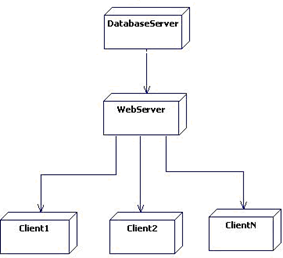 DatabaseServer
WebServer
Client1
Client2
ClientN